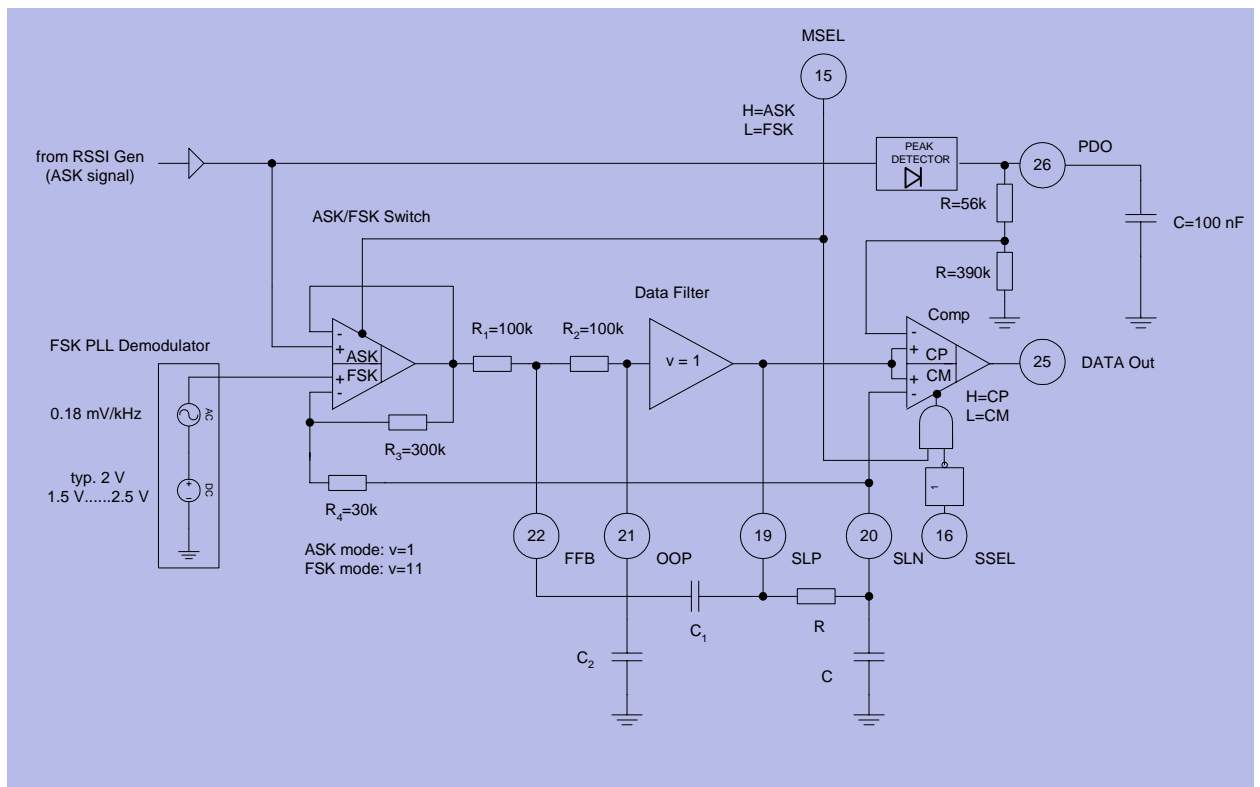 MSEL
15
H=ASK
L=FSK
from RSSI Gen
(ASK signal)
PEAK
DETECTOR
PDO
26
R=56k
C=100 nF
ASK/FSK Switch
R=390k
Data Filter
Comp
R₁=100k
R₂=100k
FSK PLL Demodulator
-
+
ASK
FSK
+
-
v = 1
-
+
CP
CM
+
-
25
DATA Out
H=CP
L=CM
0.18 mV/kHz
AC
R₃=300k
typ. 2 V
1.5 V......2.5 V
+
-
DC
R₄=30k
1
22
21
19
20
16
FFB
OOP
SLP
SLN
SSEL
ASK mode: v=1
FSK mode: v=11
C₁
R
C₂
C